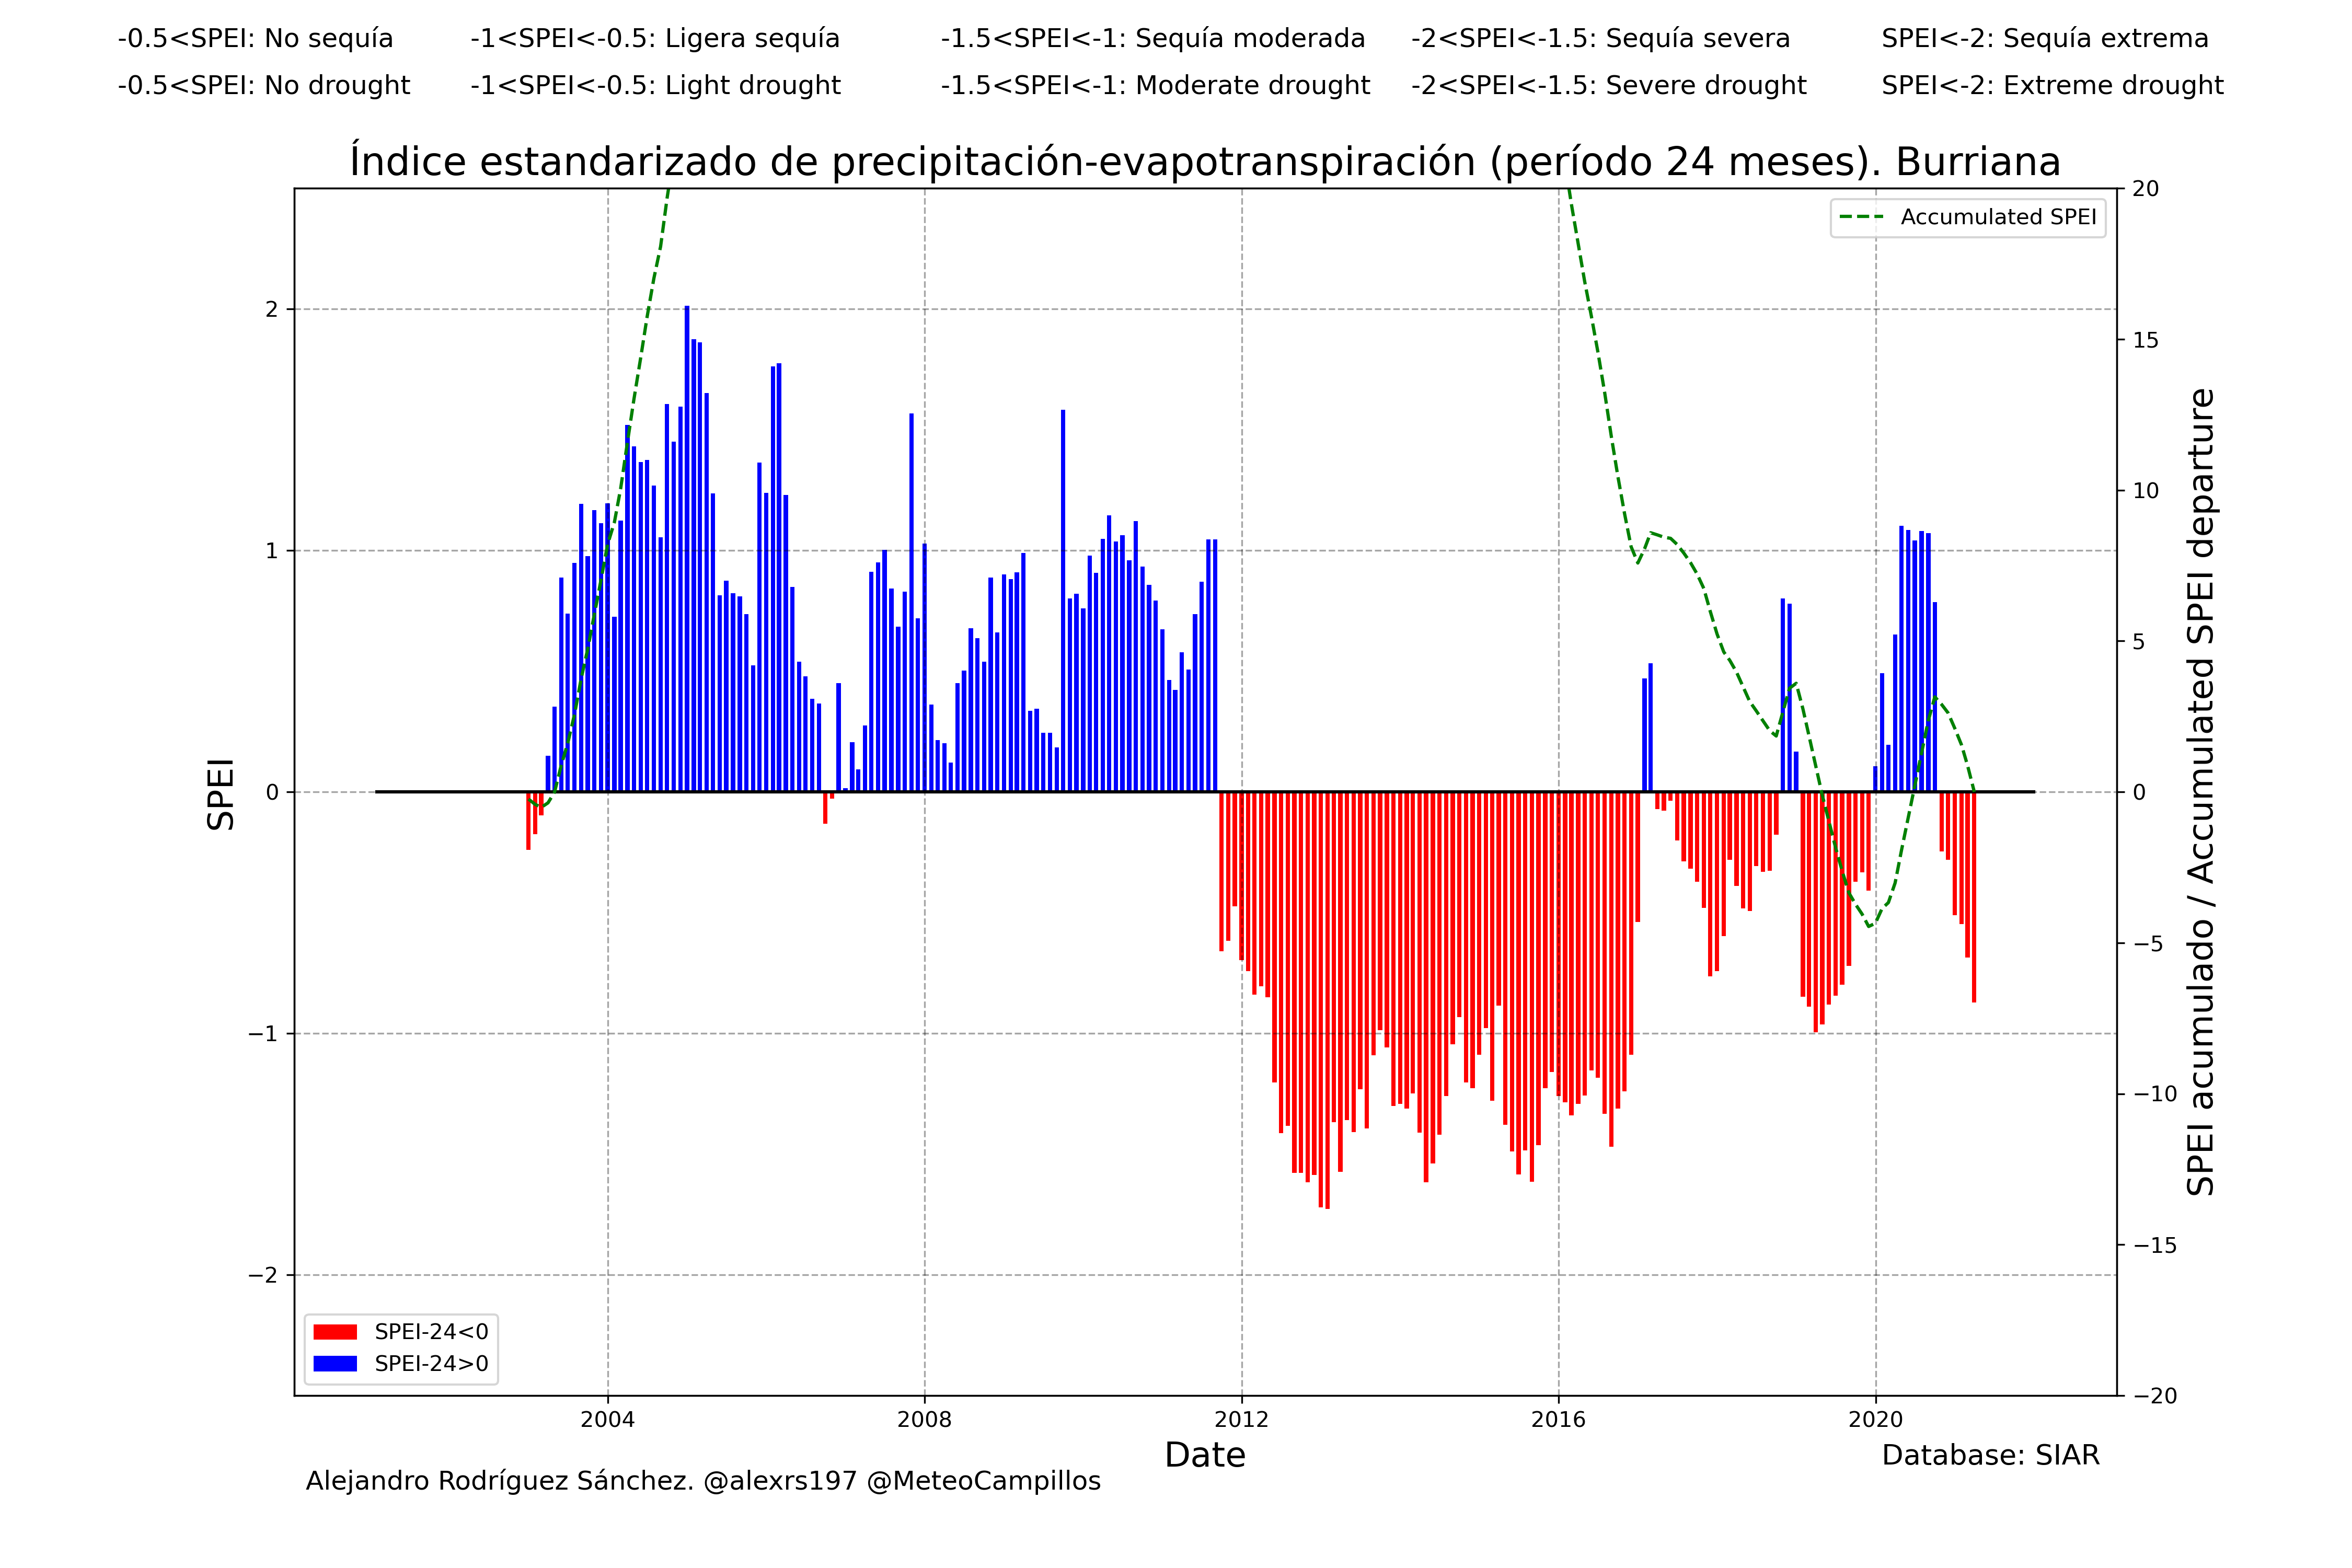 -0.5<SPEI: No sequía -1<SPEI<-0.5: Ligera sequía -1.5<SPEI<-1: Sequía moderada -2<SPEI<-1.5: Sequía severa SPEI<-2: Sequía extrema
-0.5<SPEI: No drought -1<SPEI<-0.5: Light drought -1.5<SPEI<-1: Moderate drought -2<SPEI<-1.5: Severe drought SPEI<-2: Extreme drought
Índice estandarizado de precipitación-evapotranspiración (período 24 meses). Burriana
Accumulated SPEI
SPEI
2
1
0
−1
−2
20
15
10
5
0
−5
−10
−15
−20
SPEI acumulado / Accumulated SPEI departure
SPEI-24<0
SPEI-24>0
2004 2008 2012 2016 2020
Date
Database: SIAR
Alejandro Rodríguez Sánchez. @alexrs197 @MeteoCampillos